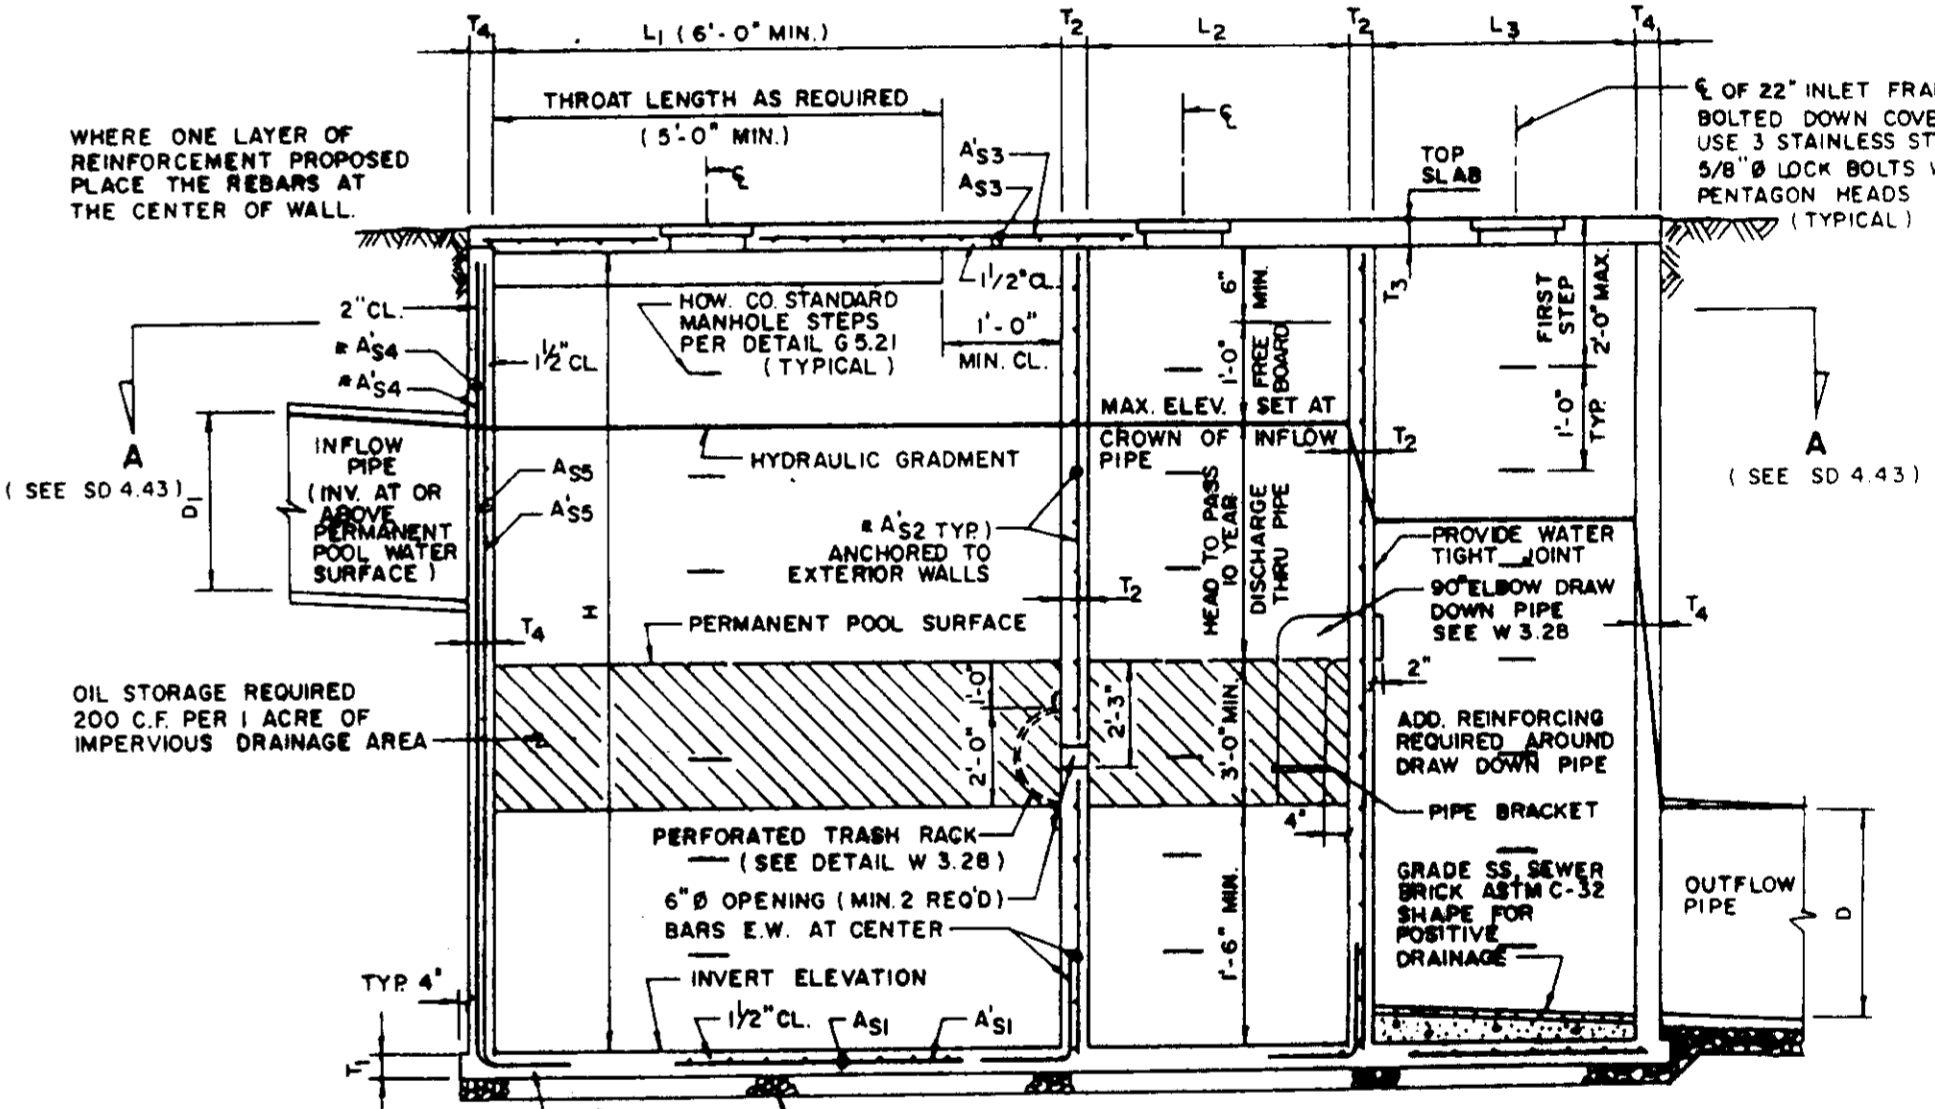 T4
L1 (6'-0" MIN.)
T2
L2
T2
L3
T4
THROAT LENGTH AS REQUIRED
(5'-0" MIN.)
℄
℄
WHERE ONE LAYER OF
REINFORCEMENT PROPOSED
PLACE THE REBARS AT
THE CENTER OF WALL.
A'S3
AS3
TOP
SLAB
℄ OF 22" INLET FRA
BOLTED DOWN COVE
USE 3 STAINLESS ST
5/8" Ø LOCK BOLTS
PENTAGON HEADS
(TYPICAL)
2" CL.
* A'S4
* A'S4
1½" CL
HOW. CO. STANDARD
MANHOLE STEPS
PER DETAIL G 5.21
(TYPICAL)
1 1/2" CL.
1'-0"
MIN. CL.
6"
MIN.
1'-0"
FREE
BOARD
T3
FIRST
STEP
2'-0" MAX.
1'-0"
TYP.
A
(SEE SD 4.43)
A
(SEE SD 4.43)
D1
INFLOW
PIPE
(INV. AT OR
ABOVE
PERMANENT
POOL WATER
SURFACE)
AS5
A'S5
HYDRAULIC GRADMENT
MAX. ELEV. SET AT
CROWN OF INFLOW
PIPE
T2
* A'S2 TYP.)
ANCHORED TO
EXTERIOR WALLS
HEAD TO PASS
10 YEAR
DISCHARGE
THRU PIPE
PROVIDE WATER
TIGHT JOINT
90° ELBOW DRAW
DOWN PIPE
SEE W 3.28
H
T4
T2
T4
PERMANENT POOL SURFACE
OIL STORAGE REQUIRED
200 C.F. PER 1 ACRE OF
IMPERVIOUS DRAINAGE AREA
1'-0"
2'-0"
2'-3"
3'-0" MIN.
2"
ADD. REINFORCING
REQUIRED AROUND
DRAW DOWN PIPE
PIPE BRACKET
4"
PERFORATED TRASH RACK
(SEE DETAIL W 3.28)
6" Ø OPENING (MIN. 2 REQ'D)
BARS E.W. AT CENTER
1'-6" MIN.
GRADE SS, SEWER
BRICK ASTM C-32
SHAPE FOR
POSITIVE
DRAINAGE
OUTFLOW
PIPE
D
TYP. 4"
INVERT ELEVATION
1½" CL.
AS1
A'S1
T1